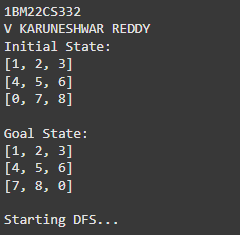 1BM22CS332
V KARUNESHWAR REDDY
Initial State:
[1, 2, 3]
[4, 5, 6]
[0, 7, 8]
Goal State:
[1, 2, 3]
[4, 5, 6]
[7, 8, 0]
Starting DFS...